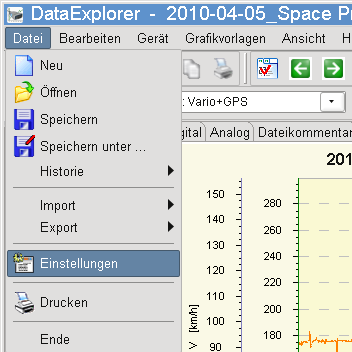 DataExplorer - 2010-04-05_Space P
Datei Bearbeiten Gerät Grafikvorlagen Ansicht H
Neu
Öffnen
Speichern
Speichern unter ...
Historie
Import
Export
Einstellungen
Drucken
Ende
: Vario+GPS
gital Analog Dateikommentar
201
150
140
130
120
110
100
90
V [km/h]
280
260
240
220
200
180